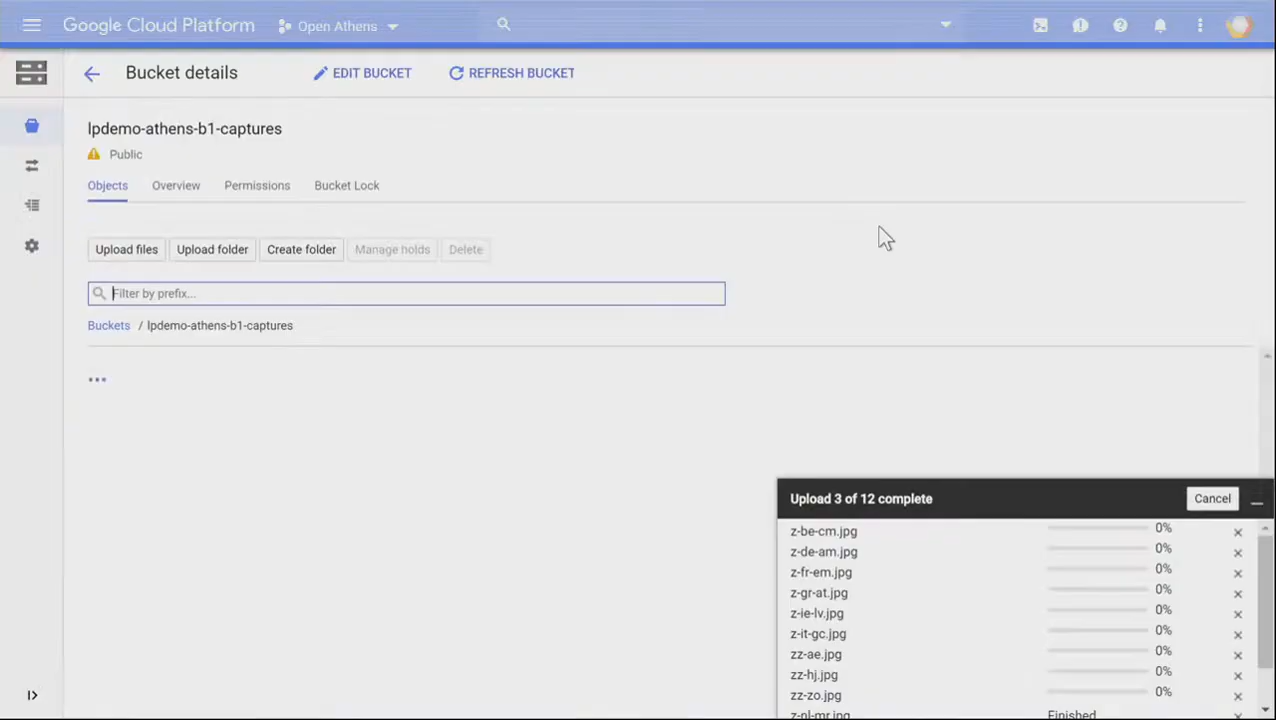 Google Cloud Platform Open Athens
Bucket details EDIT BUCKET REFRESH BUCKET
lpdemo-athens-b1-captures
Public
Objects Overview Permissions Bucket Lock
Upload files Upload folder Create folder Manage holds Delete
Filter by prefix...
Buckets / lpdemo-athens-b1-captures
Upload 3 of 12 complete Cancel
z-be-cm.jpg 0%
z-de-am.jpg 0%
z-fr-em.jpg 0%
z-gr-at.jpg 0%
z-ie-lv.jpg 0%
z-it-gc.jpg 0%
zz-ae.jpg 0%
zz-hj.jpg 0%
zz-zo.jpg 0%
z-nl-mr.jpg Finished